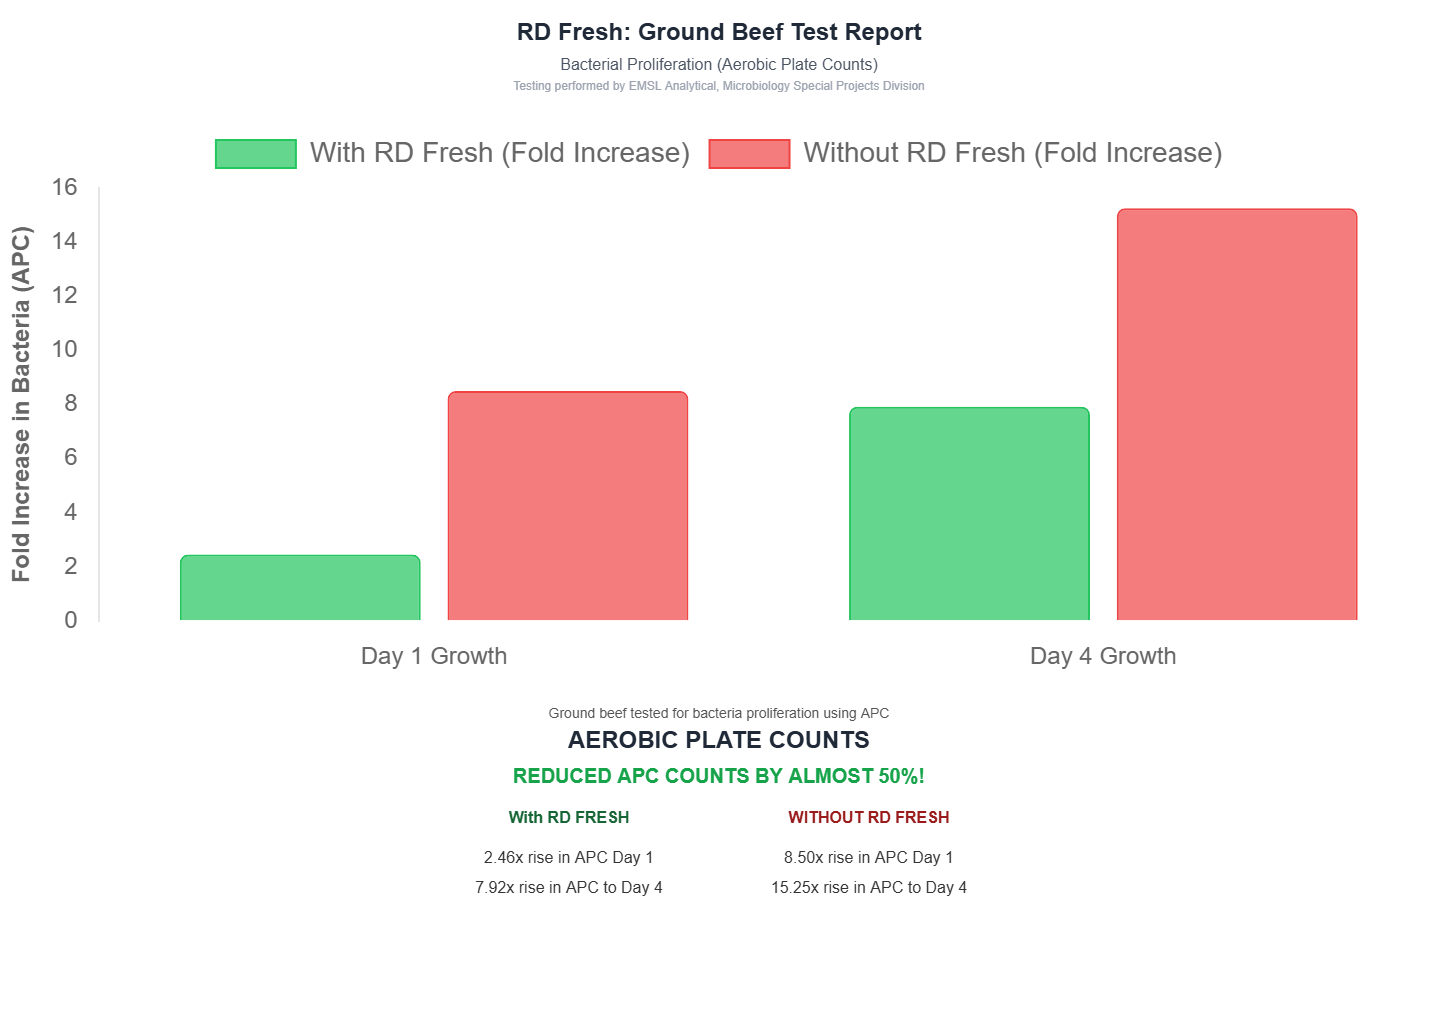 RD Fresh: Ground Beef Test Report
Bacterial Proliferation (Aerobic Plate Counts)
Testing performed by EMSL Analytical, Microbiology Special Projects Division
With RD Fresh (Fold Increase) Without RD Fresh (Fold Increase)
Fold Increase in Bacteria (APC)
16
14
12
10
8
6
4
2
0
Day 1 Growth Day 4 Growth
Ground beef tested for bacteria proliferation using APC
AEROBIC PLATE COUNTS
REDUCED APC COUNTS BY ALMOST 50%!
With RD FRESH WITHOUT RD FRESH
2.46x rise in APC Day 1 8.50x rise in APC Day 1
7.92x rise in APC to Day 4 15.25x rise in APC to Day 4